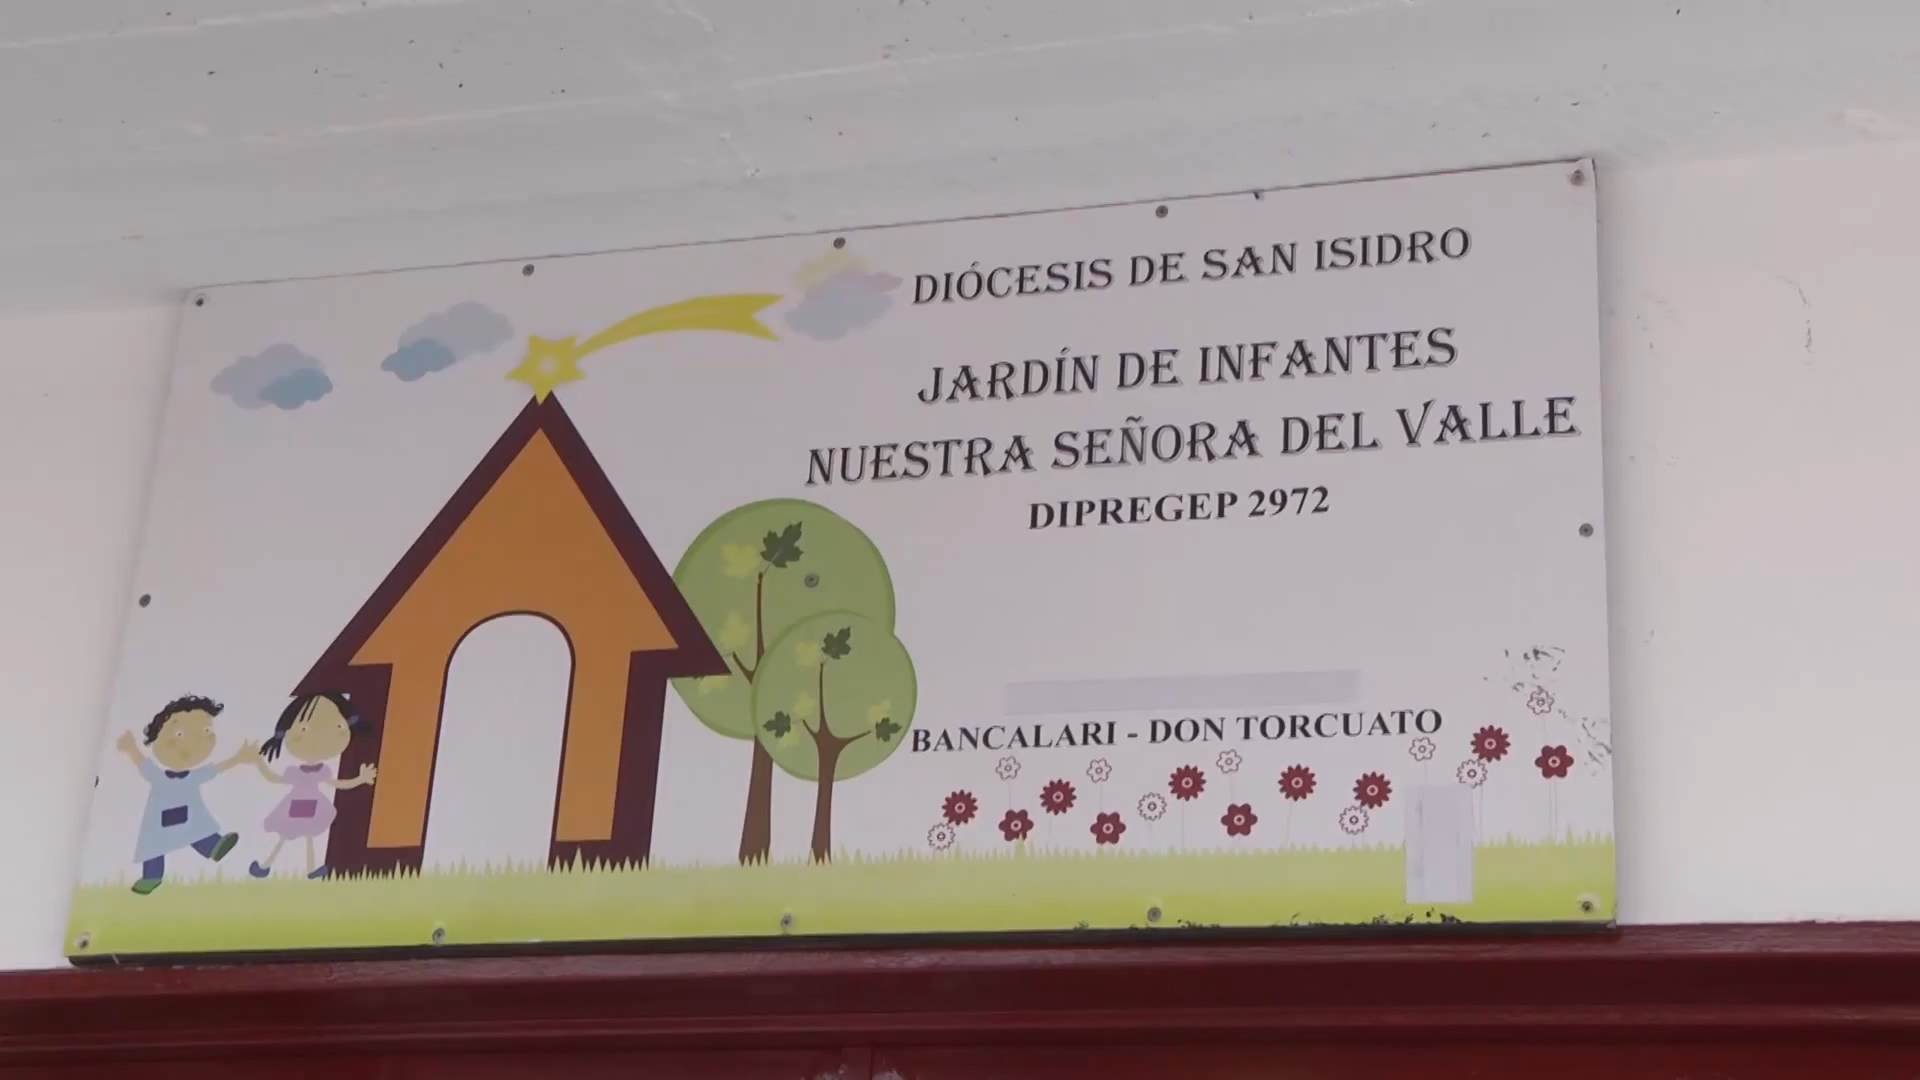 DIÓCESIS DE SAN ISIDRO
JARDÍN DE INFANTES
NUESTRA SEÑORA DEL VALLE
DIPREGEP 2972
BANCALARI - DON TORCUATO